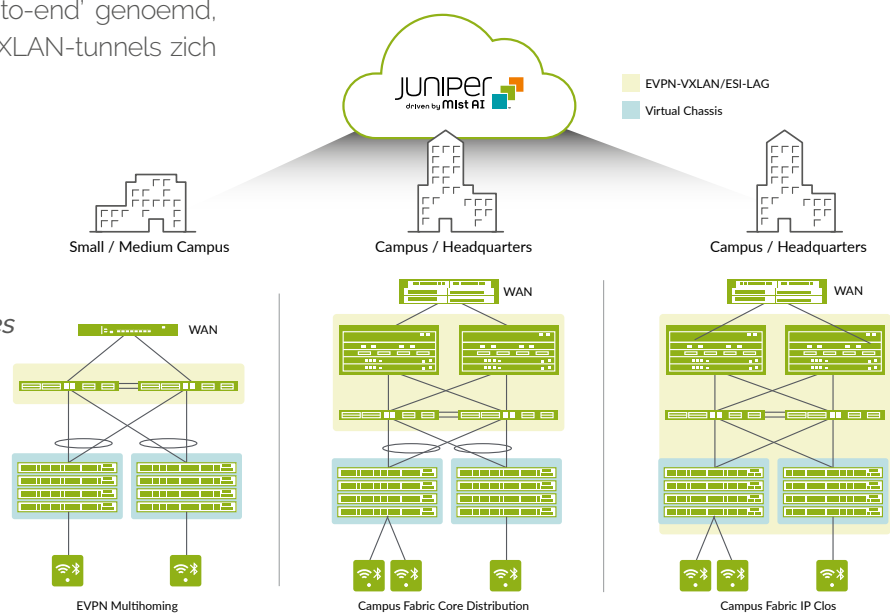 to-end’ genoemd,
XLAN-tunnels zich
JUNIPer
driven by Mist AI
EVPN-VXLAN/ESI-LAG
Virtual Chassis
Small / Medium Campus
Campus / Headquarters
Campus / Headquarters
es
WAN
WAN
WAN
EVPN Multihoming
Campus Fabric Core Distribution
Campus Fabric IP Clos